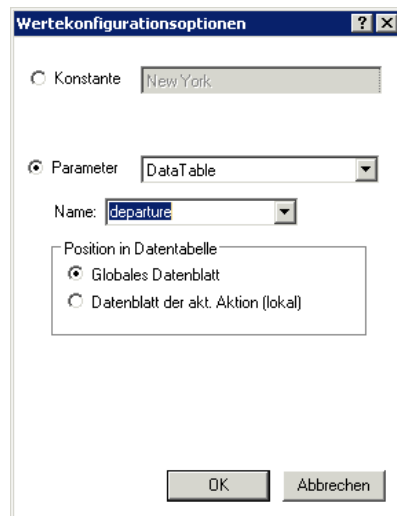 Wertekonfigurationsoptionen
Konstante New York
Parameter DataTable
Name: departure
Position in Datentabelle
Globales Datenblatt
Datenblatt der akt. Aktion (lokal)
OK Abbrechen